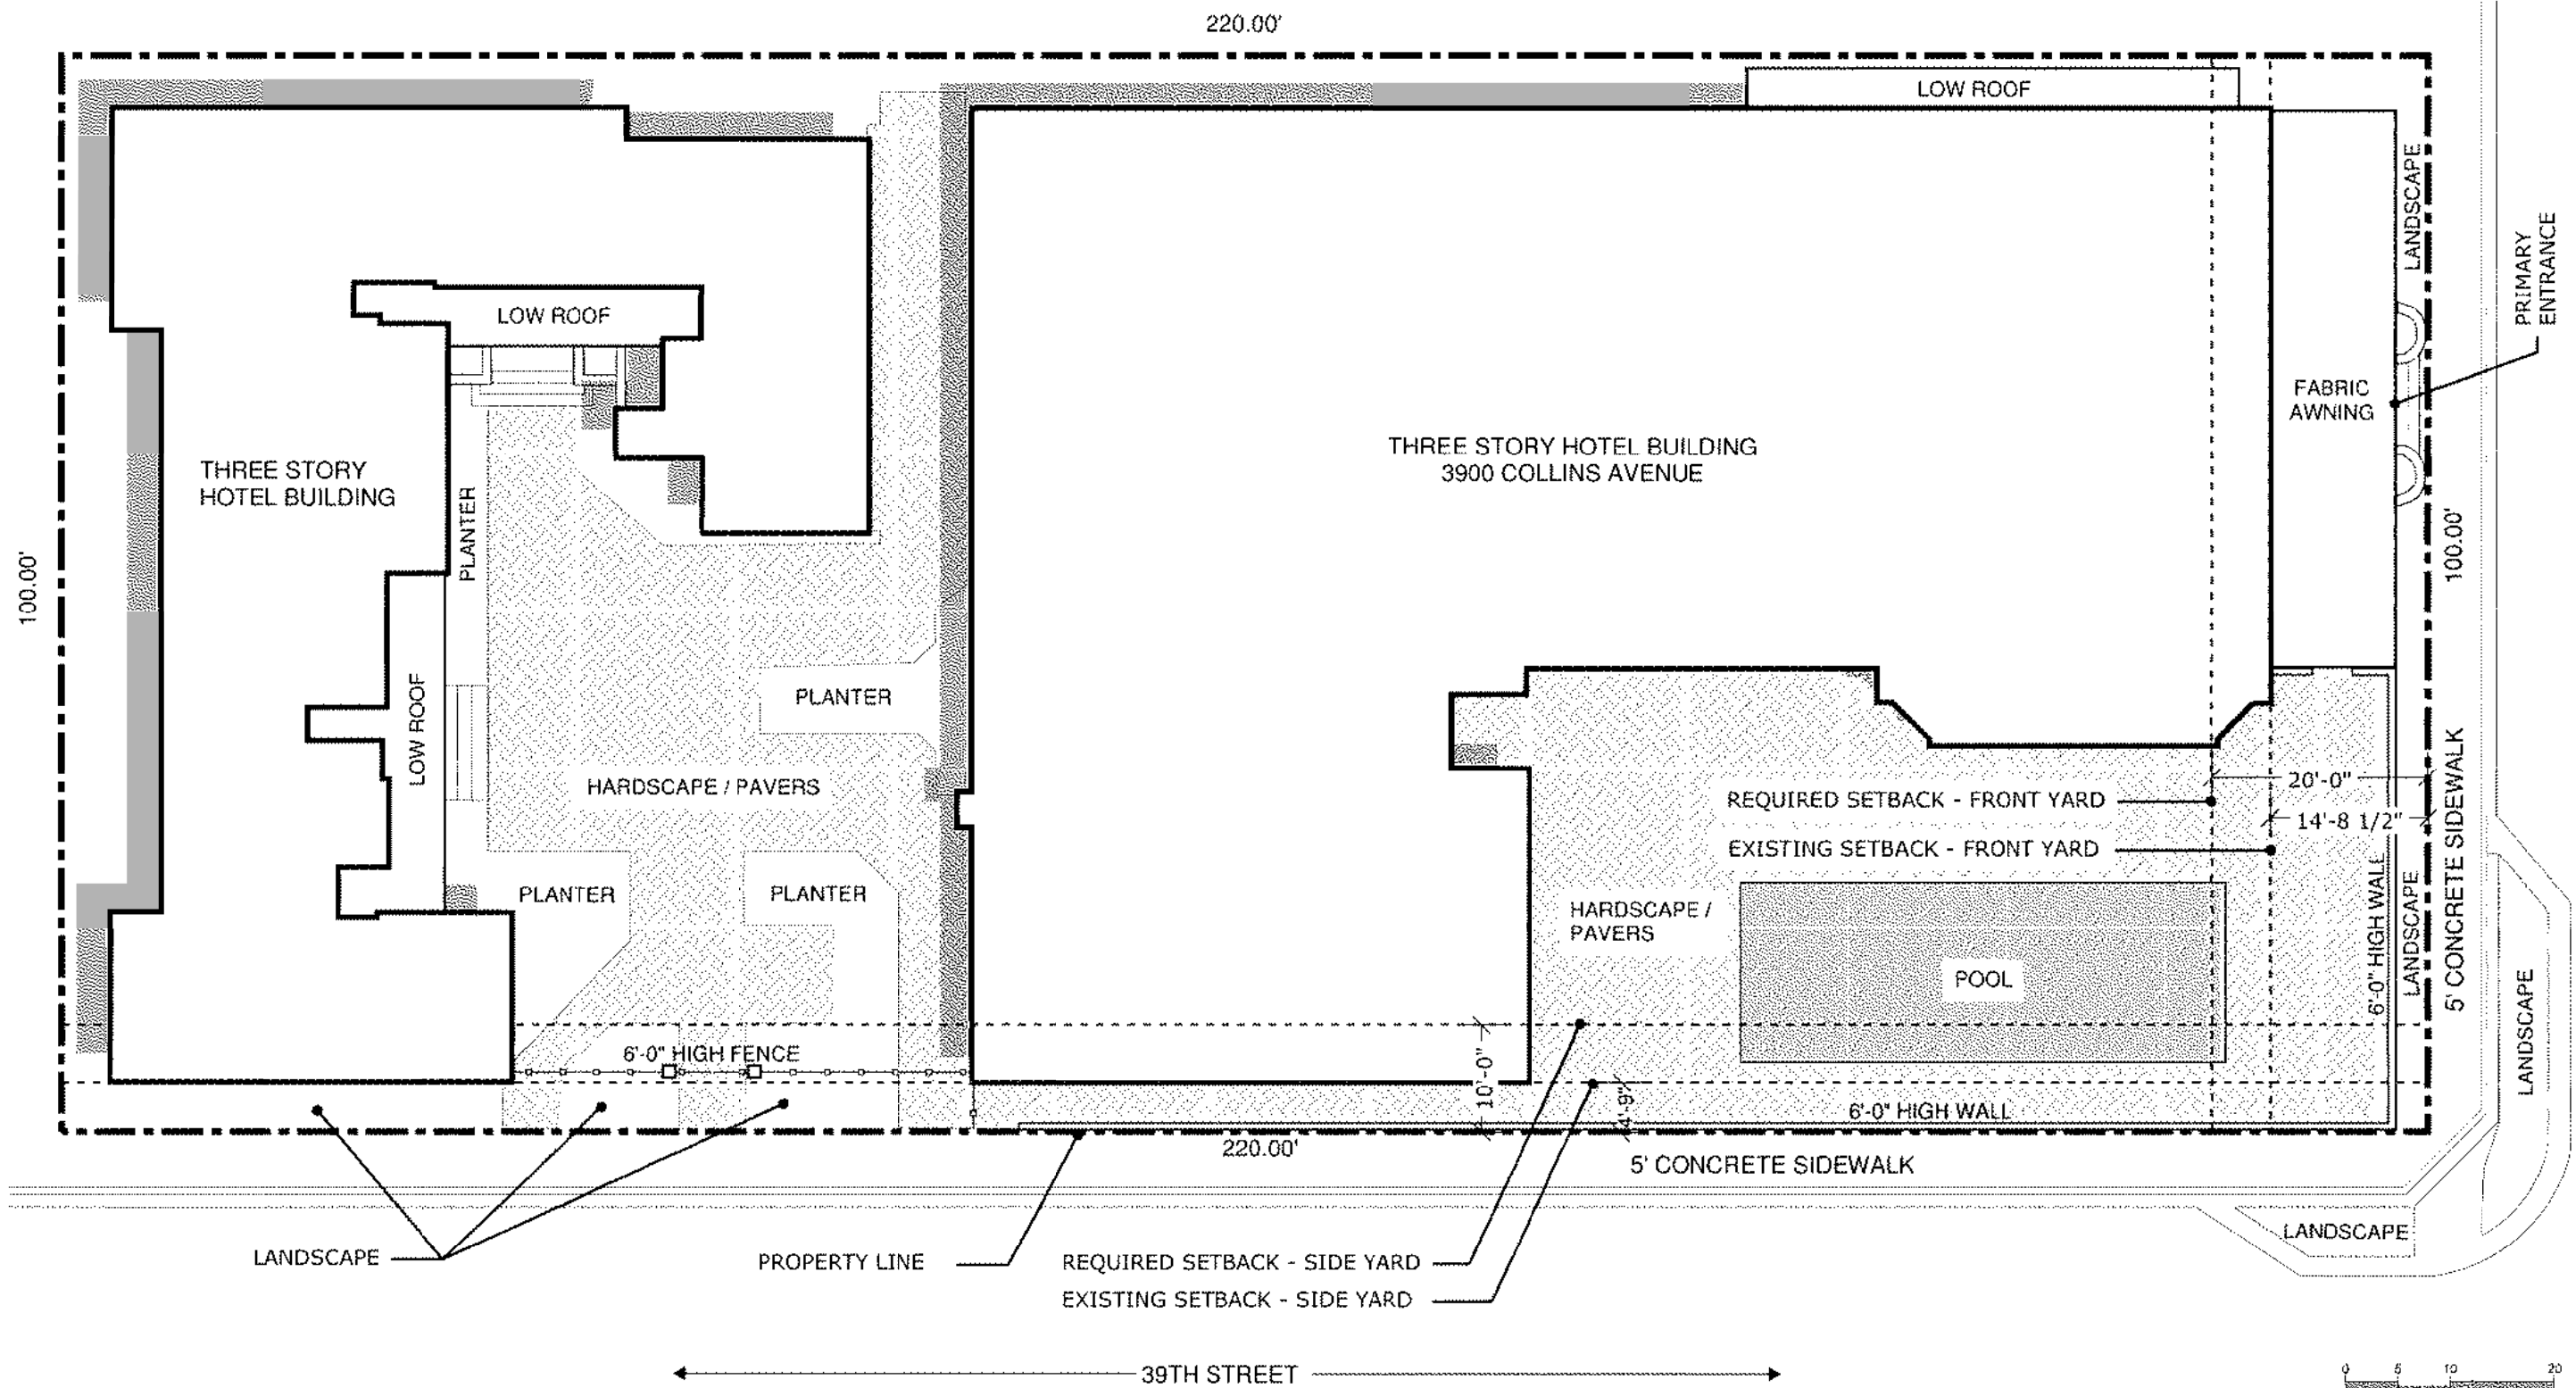 220.00'
LOW ROOF
LANDSCAPE
PRIMARY
ENTRANCE
LOW ROOF
FABRIC
AWNING
THREE STORY HOTEL BUILDING
3900 COLLINS AVENUE
THREE STORY
HOTEL BUILDING
PLANTER
100.00'
100.00'
PLANTER
LOW ROOF
HARDSCAPE / PAVERS
20'-0"
REQUIRED SETBACK - FRONT YARD
14'-8 1/2"
EXISTING SETBACK - FRONT YARD
5' CONCRETE SIDEWALK
PLANTER
PLANTER
HARDSCAPE /
PAVERS
6'-0" HIGH WALL
LANDSCAPE
POOL
LANDSCAPE
6'-0" HIGH FENCE
10'-0"
4'-9"
6'-0" HIGH WALL
220.00'
5' CONCRETE SIDEWALK
LANDSCAPE
LANDSCAPE
PROPERTY LINE
REQUIRED SETBACK - SIDE YARD
EXISTING SETBACK - SIDE YARD
39TH STREET
0 5 10 20